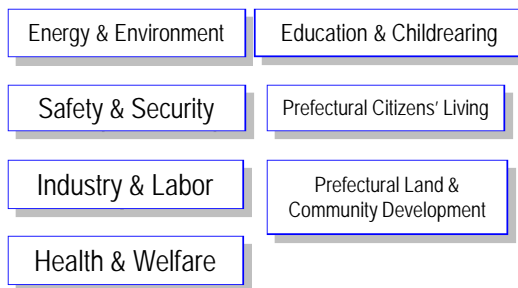 Energy & Environment
Education & Childrearing
Safety & Security
Prefectural Citizens’ Living
Industry & Labor
Prefectural Land &
Community Development
Health & Welfare